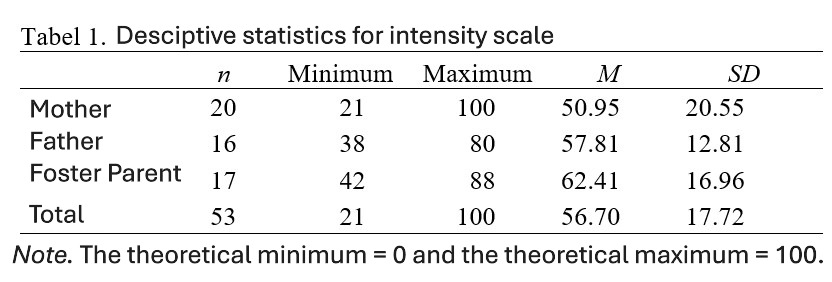 Tabel 1. Desciptive statistics for intensity scale
n Minimum Maximum M SD
Mother 20 21 100 50.95 20.55
Father 16 38 80 57.81 12.81
Foster Parent 17 42 88 62.41 16.96
Total 53 21 100 56.70 17.72
Note. The theoretical minimum = 0 and the theoretical maximum = 100.